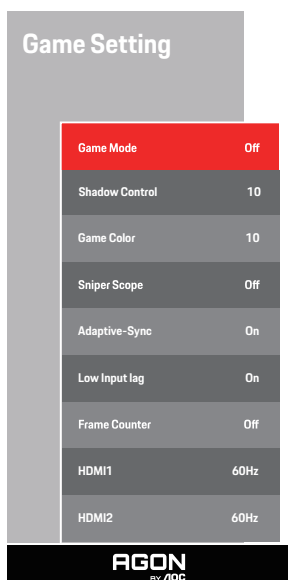 Game Setting
Game Mode Off
Shadow Control 10
Game Color 10
Sniper Scope Off
Adaptive-Sync On
Low Input lag On
Frame Counter Off
HDMI1 60Hz
HDMI2 60Hz
AGON
BY AOC